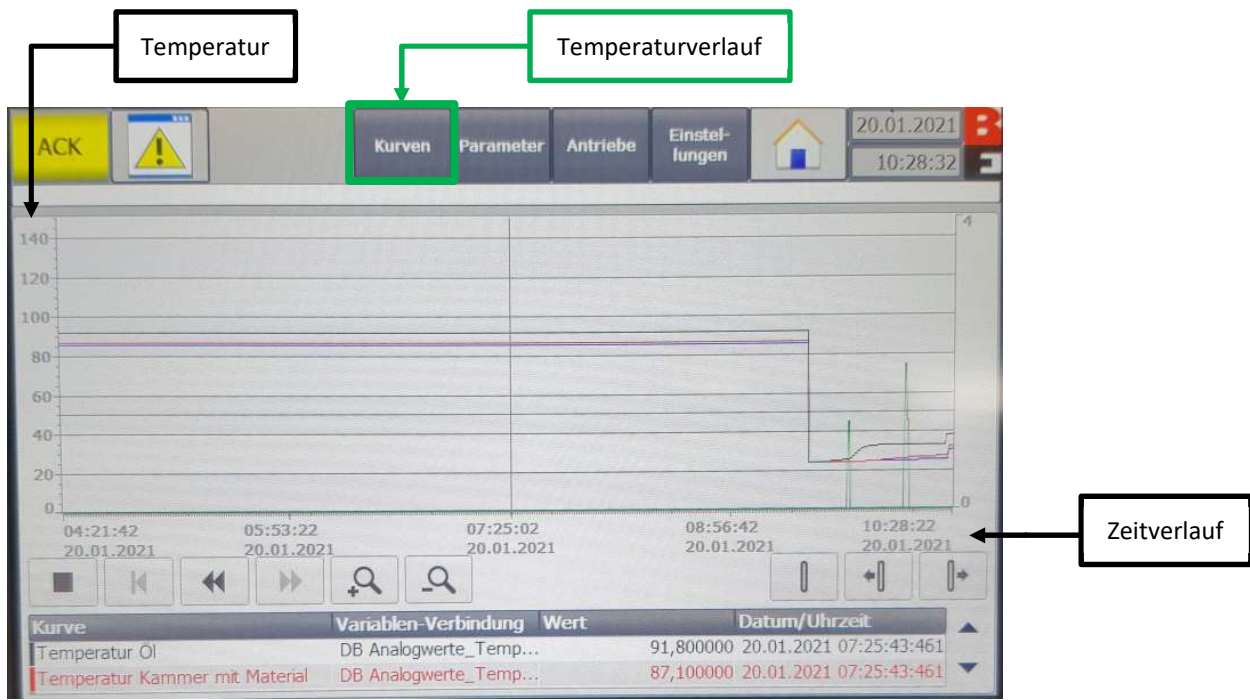 Temperatur
Temperaturverlauf
ACK
Kurven
Parameter
Antriebe
Einstel-
lungen
20.01.2021
10:28:32
140
120
100
80
60
40
20
0
4
0
04:21:42
20.01.2021
05:53:22
20.01.2021
07:25:02
20.01.2021
08:56:42
20.01.2021
10:28:22
20.01.2021
Zeitverlauf
Kurve Variablen-Verbindung Wert Datum/Uhrzeit
Temperatur Öl DB Analogwerte_Temp... 91,800000 20.01.2021 07:25:43:461
Temperatur Kammer mit Material DB Analogwerte_Temp... 87,100000 20.01.2021 07:25:43:461